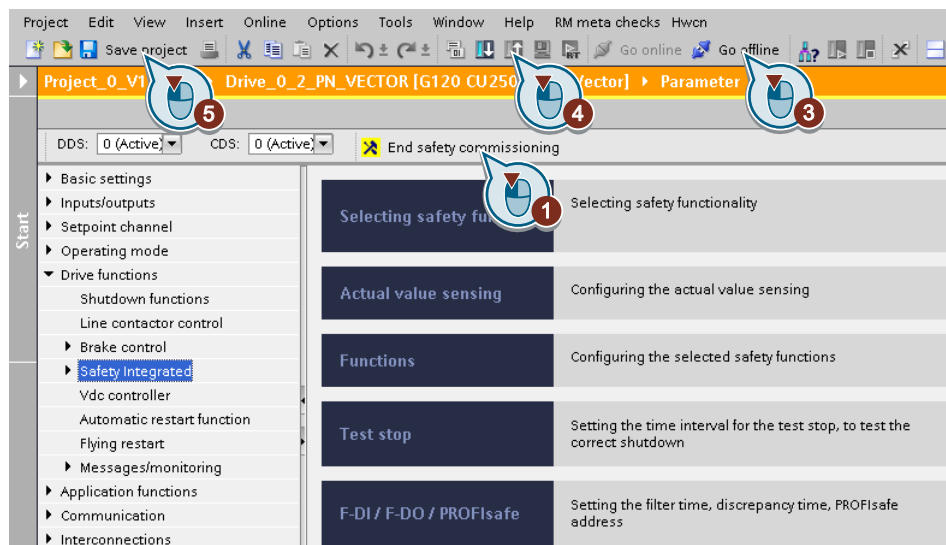 Project Edit View Insert Online Options Tools Window Help RM meta checks Hwcn
Save project Go online Go offline
Project_0_V1 Drive_0_2_PN_VECTOR [G120 CU250 Vector] Parameter
5
4
3
DDS: 0 (Active) CDS: 0 (Active) End safety commissioning
1
Start
Basic settings
Inputs/outputs
Setpoint channel
Operating mode
Drive functions
Shutdown functions
Line contactor control
Brake control
Safety Integrated
Vdc controller
Automatic restart function
Flying restart
Messages/monitoring
Application functions
Communication
Interconnections
Selecting safety
Selecting safety functionality
Actual value sensing
Configuring the actual value sensing
Functions
Configuring the selected safety functions
Test stop
Setting the time interval for the test stop, to test the
correct shutdown
F-DI / F-DO / PROFIsafe
Setting the filter time, discrepancy time, PROFIsafe
address